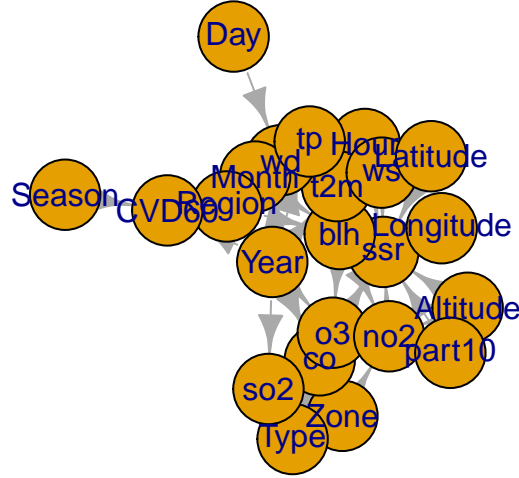 Day
tp
Hour
wd
Latitude
ws
Month
t2m
Season
CVD60
Region
Longitude
blh
ssr
Year
Altitude
o3
no2
part10
co
so2
Zone
Type